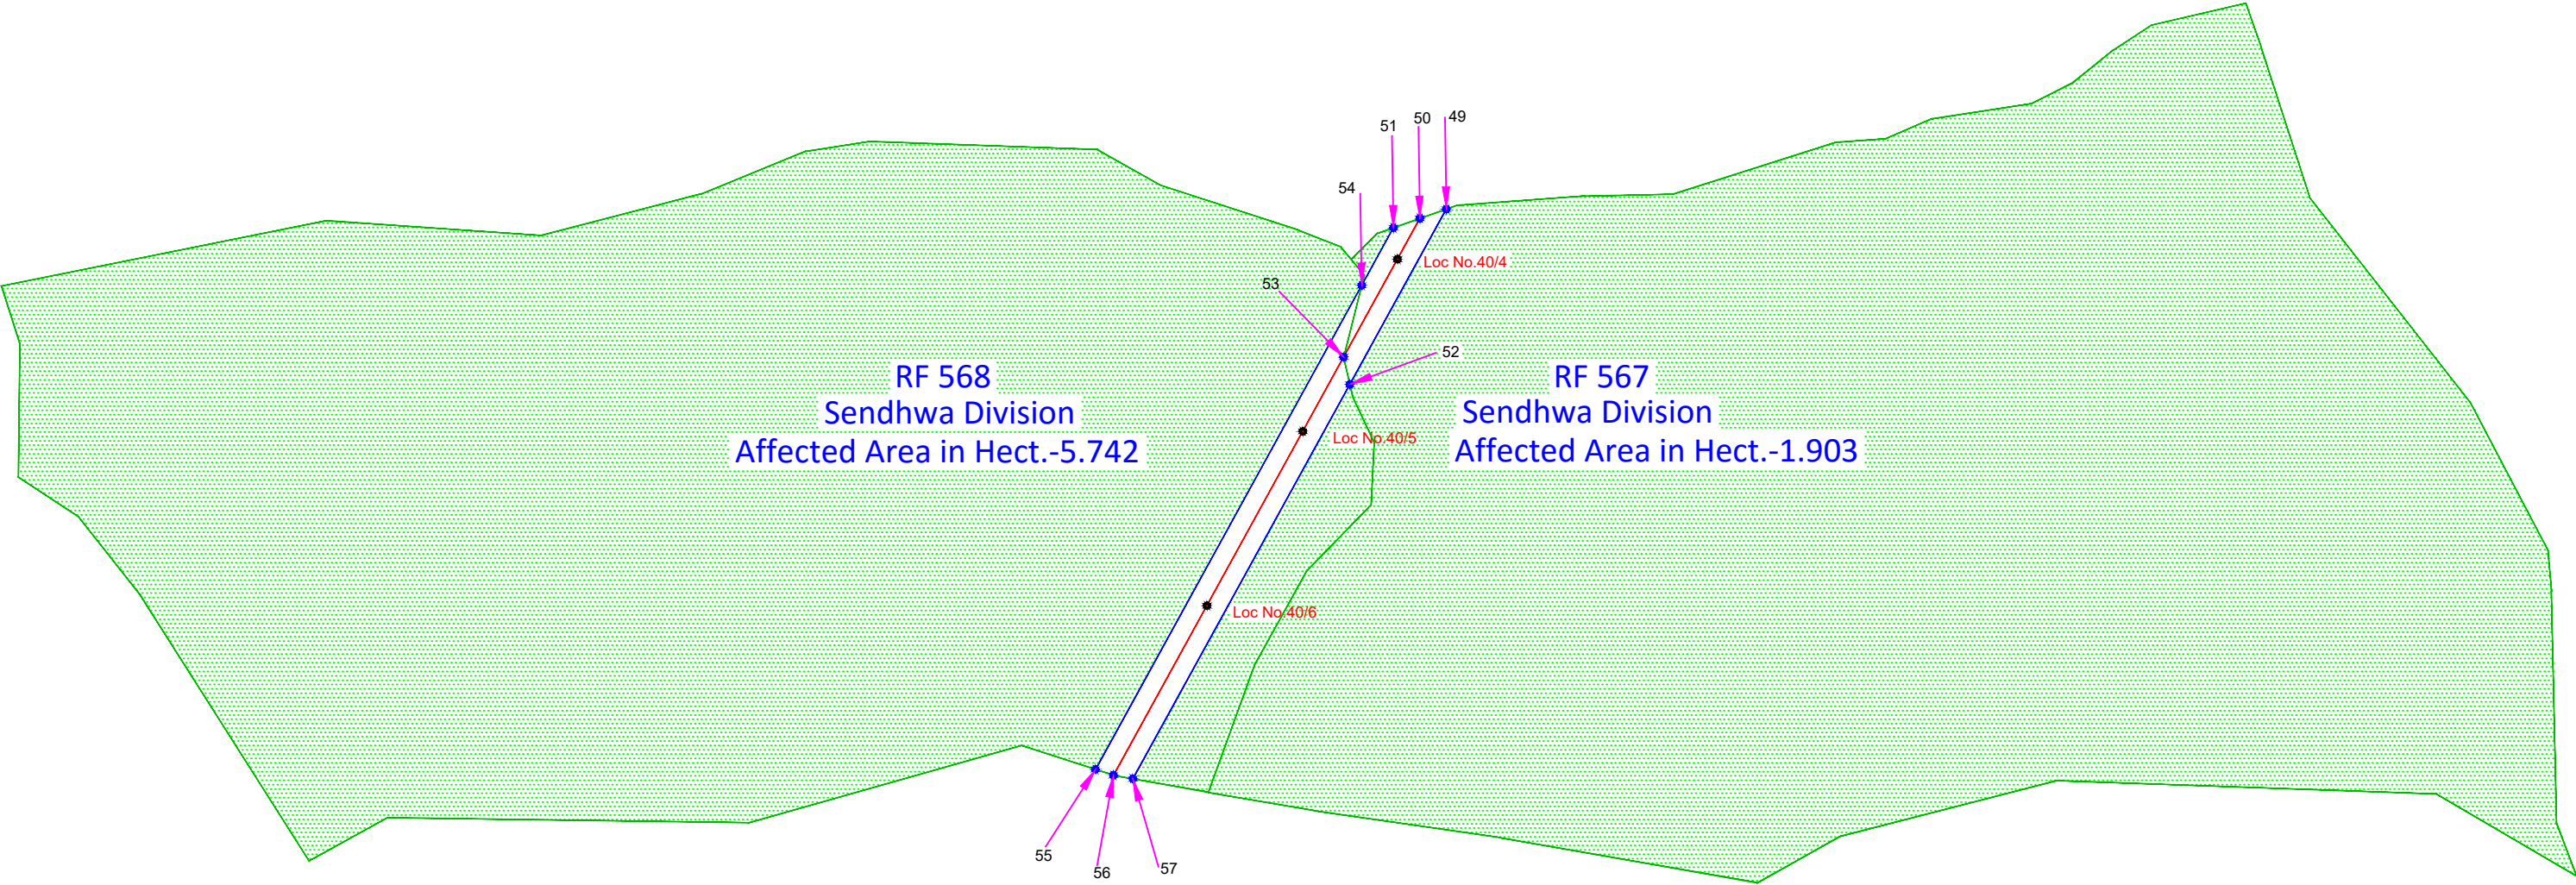 49
50
51
54
Loc No.40/4
53
52
RF 568
Sendhwa Division
Affected Area in Hect.-5.742
RF 567
Sendhwa Division
Affected Area in Hect.-1.903
Loc No.40/5
Loc No.40/6
55
56
57